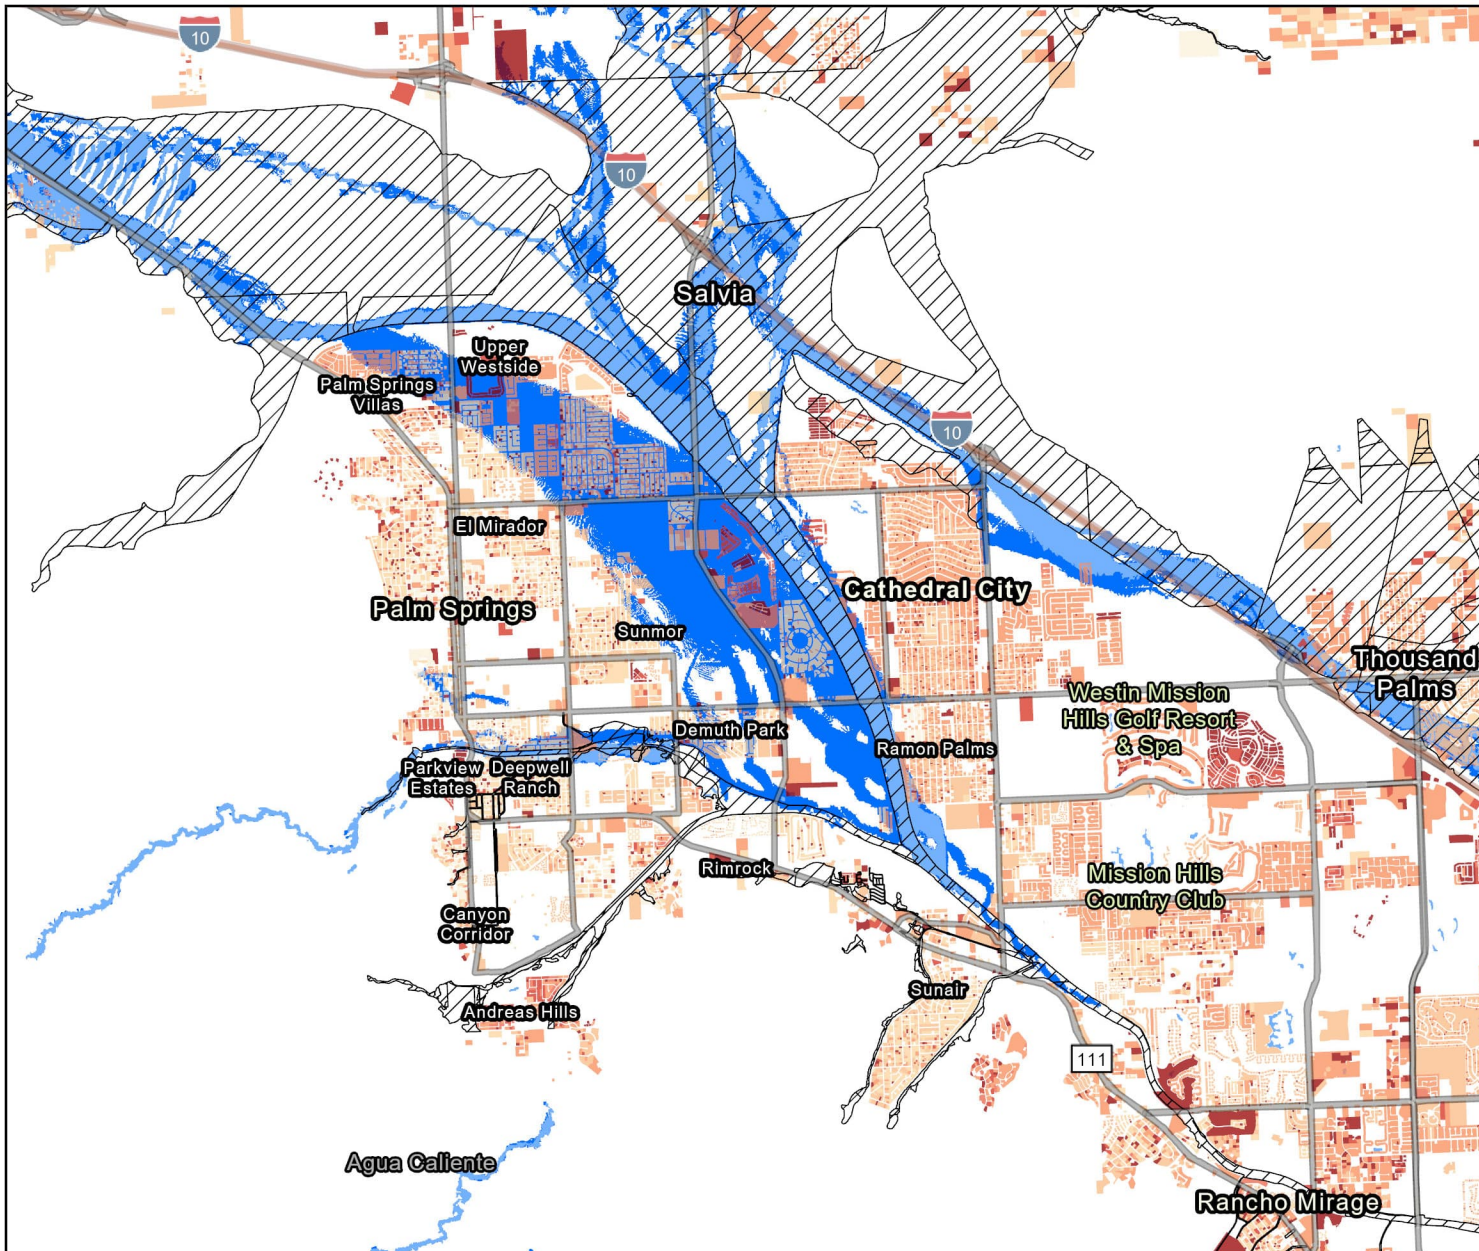 10
10
Salvia
Upper
Westside
Palm Springs
Villas
10
El Mirador
Cathedral City
Palm Springs
Sunmor
Thousand
Palms
Westin Mission
Hills Golf Resort
& Spa
Demuth Park
Ramon Palms
Parkview
Estates
Deepwell
Ranch
Rimrock
Mission Hills
Country Club
Canyon
Corridor
Sunair
Andreas Hills
111
Agua Caliente
Rancho Mirage